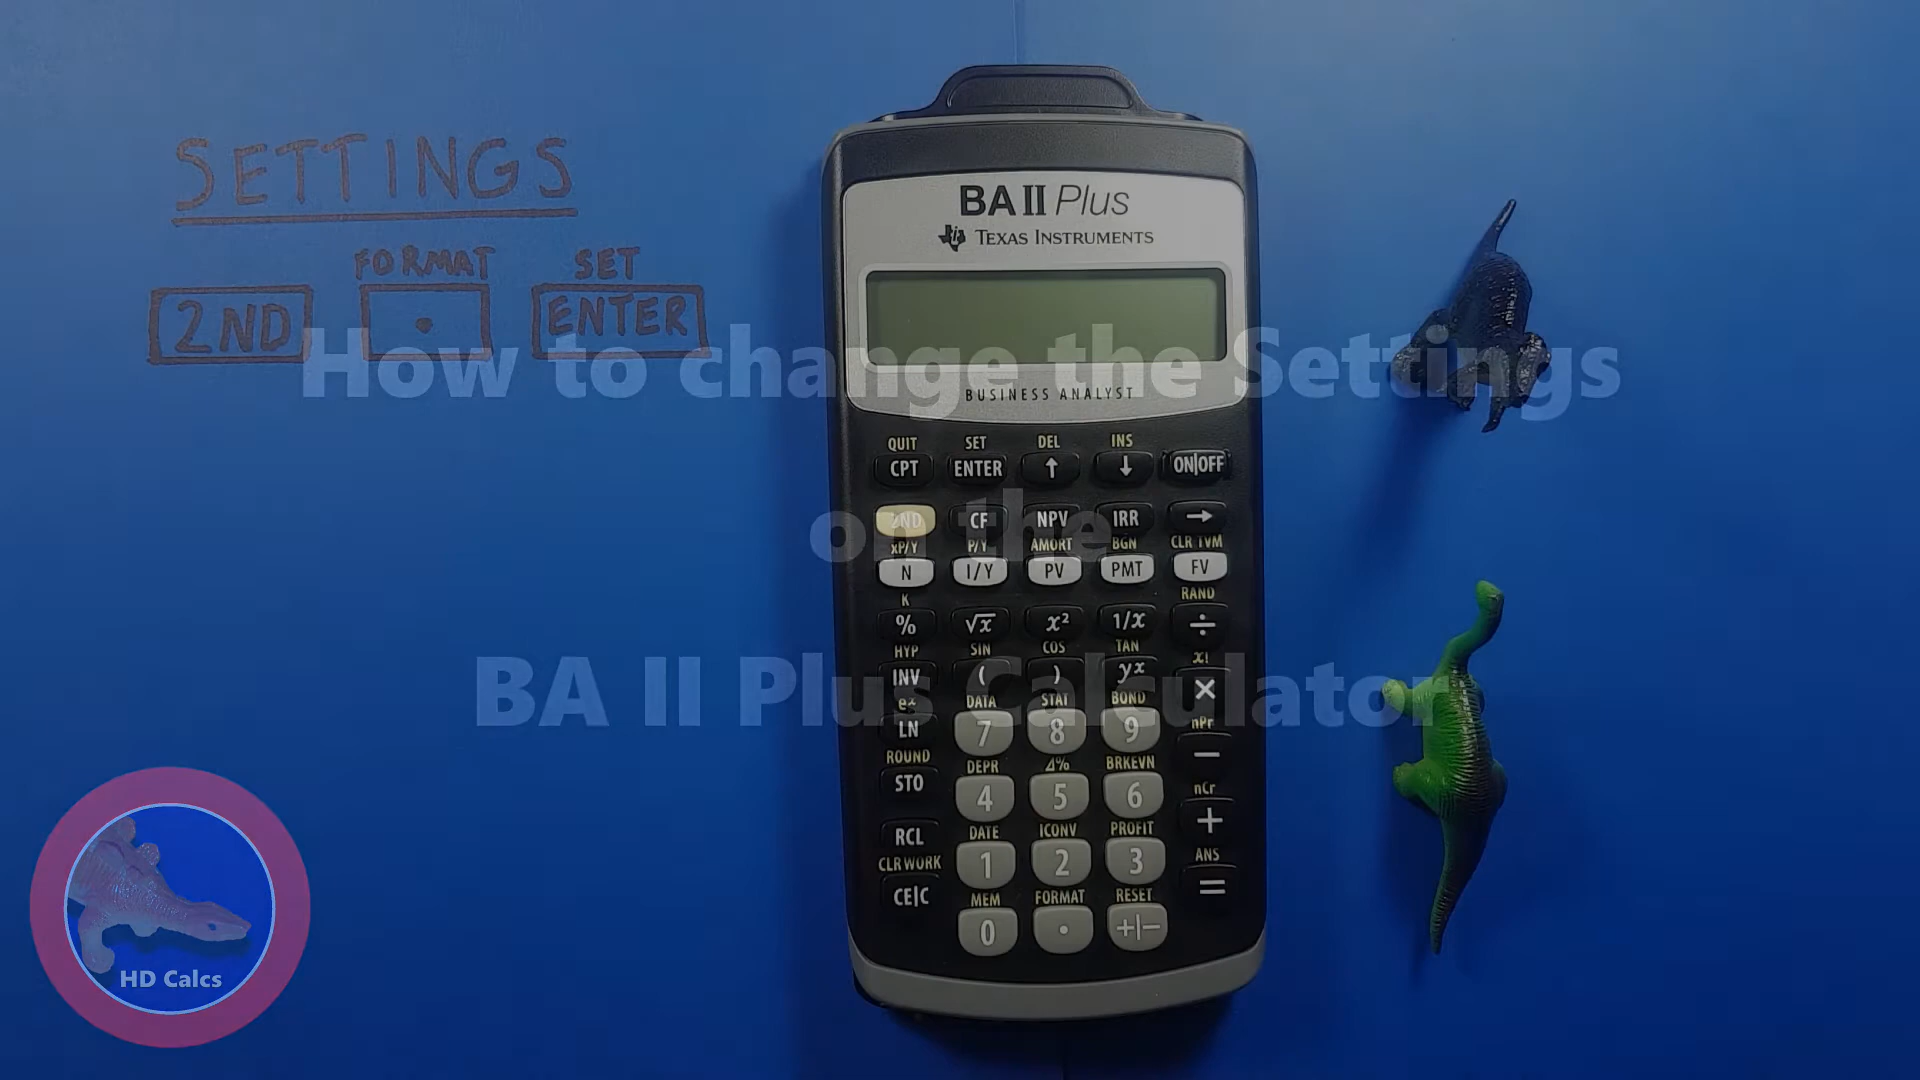 SETTINGS
FORMAT SET
2ND . ENTER
How to change the Settings
on the
BA II Plus Calculator
BA II Plus
TEXAS INSTRUMENTS
BUSINESS ANALYST
QUIT SET DEL INS
CPT ENTER ↑ ↓ ON|OFF
2ND CF NPV IRR →
xP/Y P/Y AMORT BGN CLR TVM
N I/Y PV PMT FV
K RAND
% √x x² 1/x ÷
HYP SIN COS TAN x!
INV ( ) yˣ ×
eˣ DATA STAT BOND nPr
LN 7 8 9 −
ROUND DEPR Δ% BRKEVN nCr
STO 4 5 6 +
DATE ICONV PROFIT ANS
RCL 1 2 3 =
CLR WORK MEM FORMAT RESET
CE|C 0 . +|−
HD Calcs